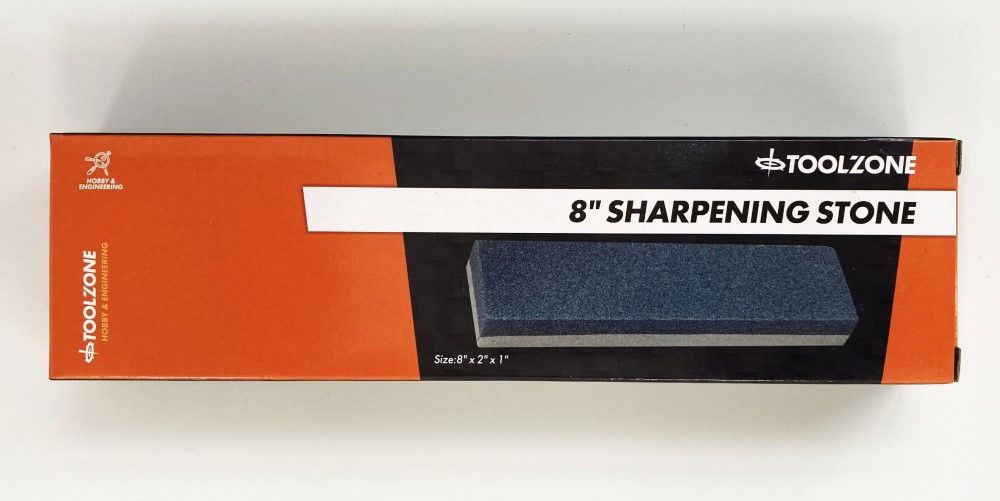 HOBBY &
ENGINEERING
TOOLZONE
HOBBY & ENGINEERING
TOOLZONE
8" SHARPENING STONE
Size:8" x 2" x 1"